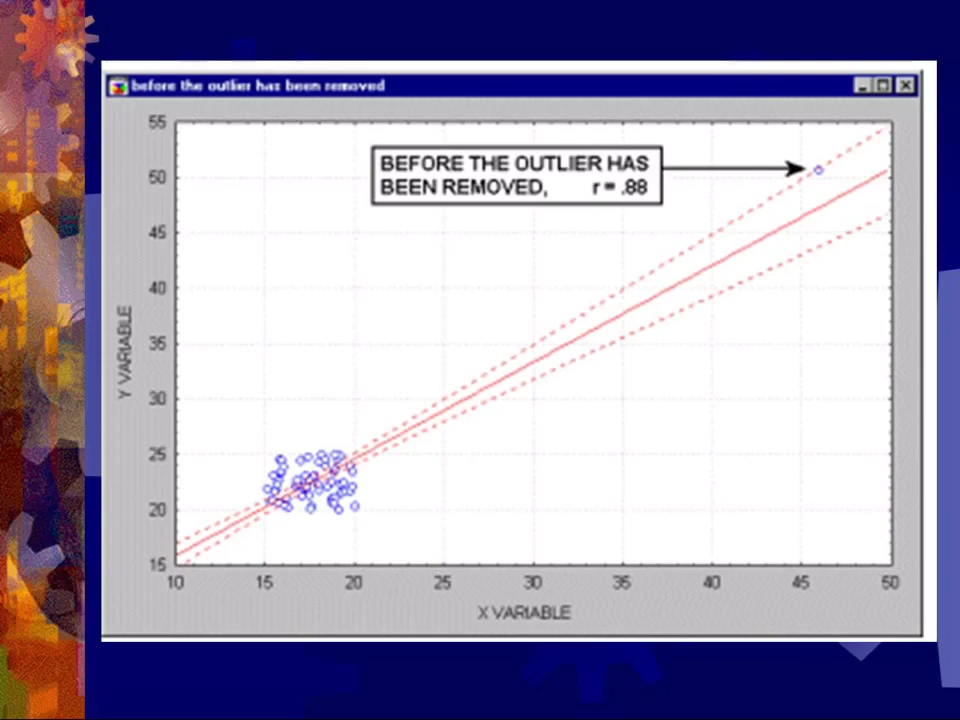 before the outlier has been removed
BEFORE THE OUTLIER HAS
BEEN REMOVED, r = .88
55
50
45
40
35
30
25
20
15
Y VARIABLE
10 15 20 25 30 35 40 45 50
X VARIABLE